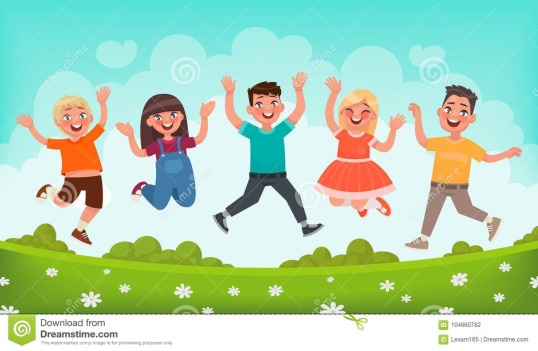 Download from
Dreamstime.com
This watermarked comp image is for previewing purposes only.
104660782
© Lexam165 | Dreamstime.com